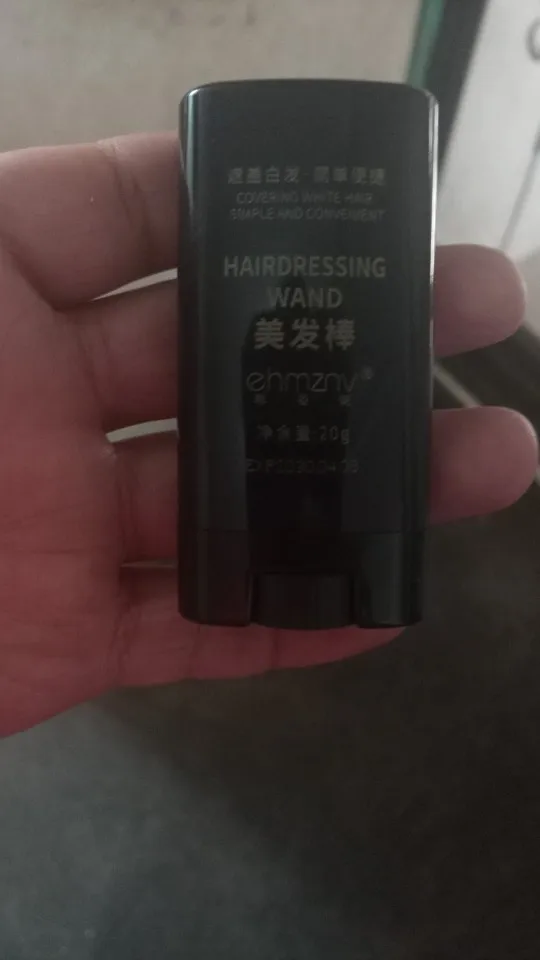 遮盖白发·简单便捷
COVERING WHITE HAIR
SIMPLE AND CONVENIENT
HAIRDRESSING
WAND
美发棒
ehmzny®
净含量:20g